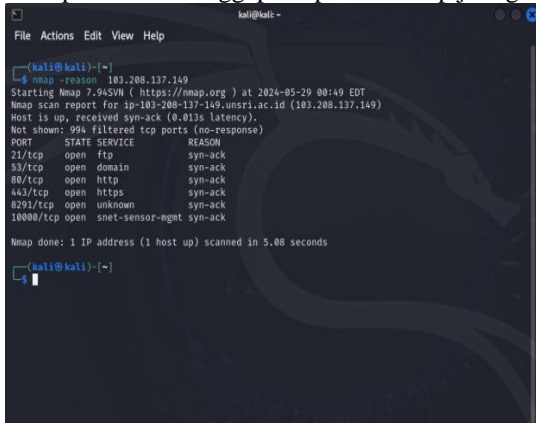 kali@kali: ~
File Actions Edit View Help
(kali㉿kali)-[~]
$ nmap -reason 103.208.137.149
Starting Nmap 7.94SVN ( https://nmap.org ) at 2024-05-29 00:49 EDT
Nmap scan report for ip-103-208-137-149.unsri.ac.id (103.208.137.149)
Host is up, received syn-ack (0.013s latency).
Not shown: 994 filtered tcp ports (no-response)
PORT STATE SERVICE REASON
21/tcp open ftp syn-ack
53/tcp open domain syn-ack
80/tcp open http syn-ack
443/tcp open https syn-ack
8291/tcp open unknown syn-ack
10000/tcp open snet-sensor-mgmt syn-ack
Nmap done: 1 IP address (1 host up) scanned in 5.08 seconds
(kali㉿kali)-[~]
$